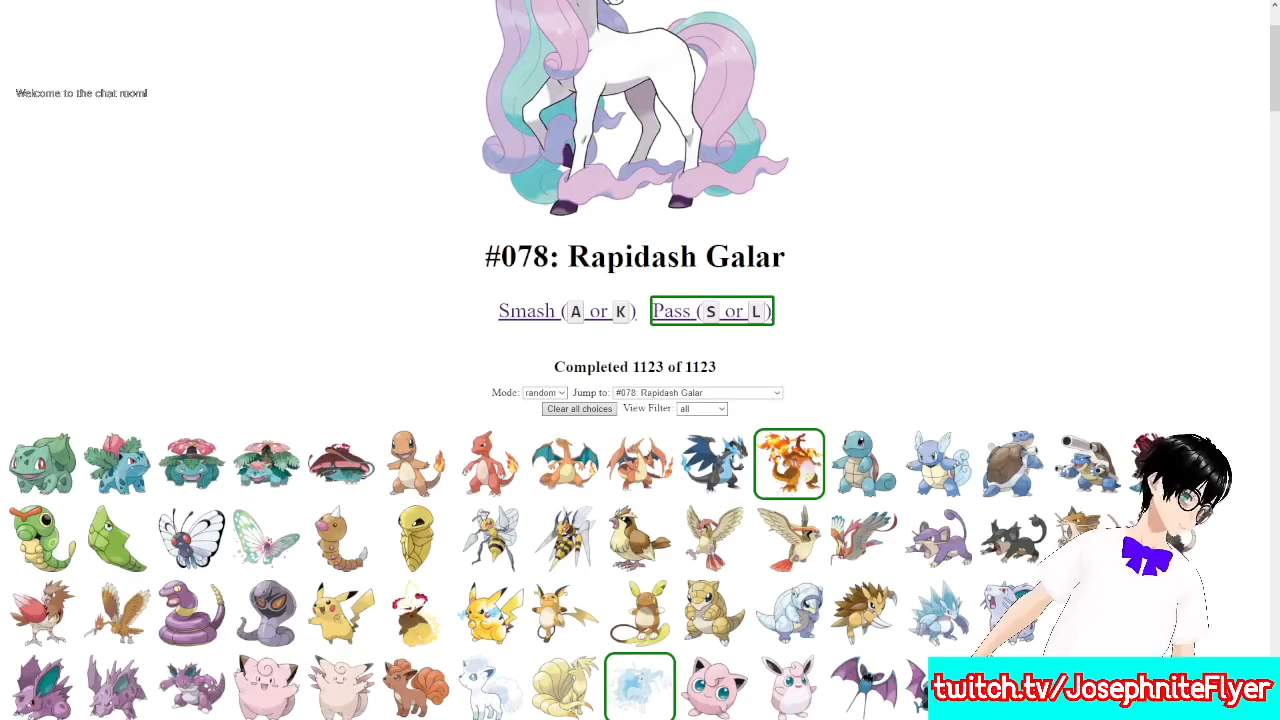 Welcome to the chat room!
#078: Rapidash Galar
Smash (A or K) Pass (S or L)
Completed 1123 of 1123
Mode: random Jump to: #078: Rapidash Galar
Clear all choices View Filter: all
twitch.tv/JosephniteFlyer